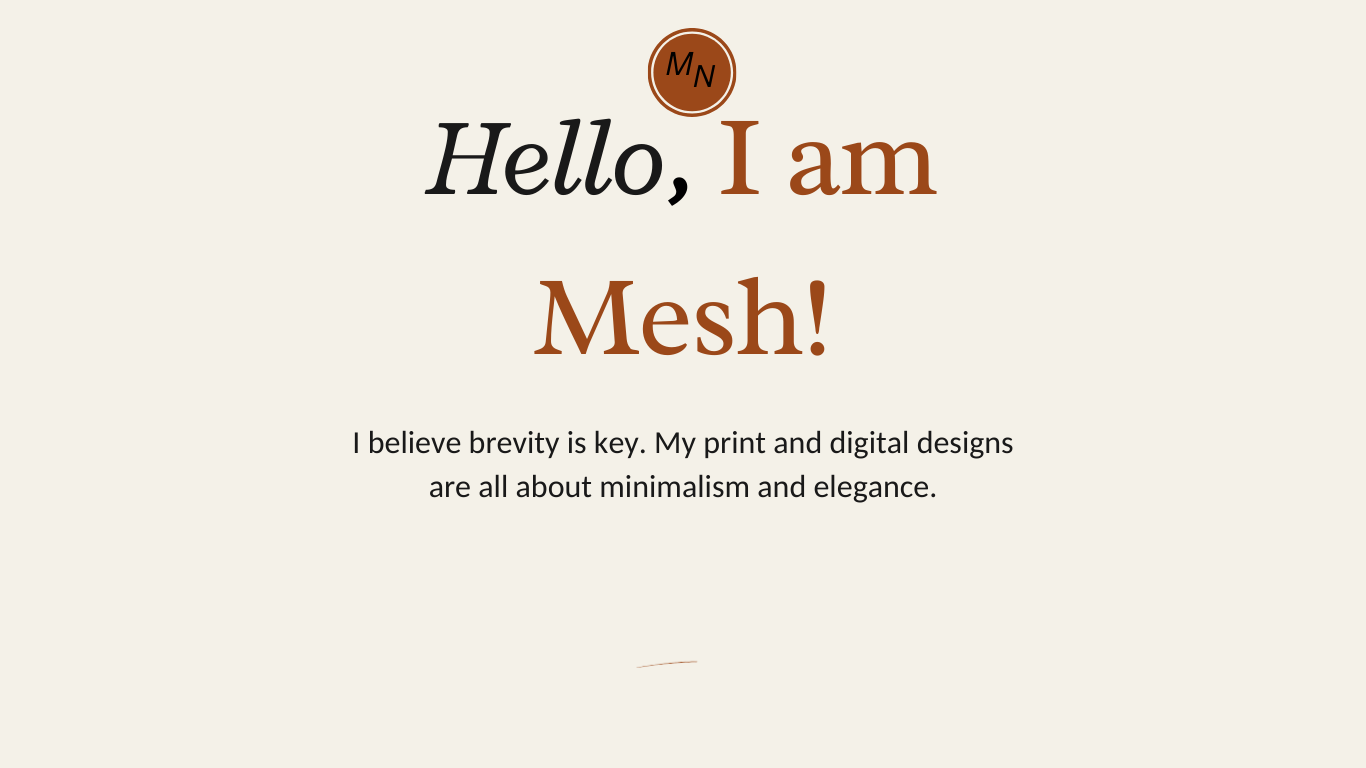 MN
Hello, I am
Mesh!
I believe brevity is key. My print and digital designs
are all about minimalism and elegance.